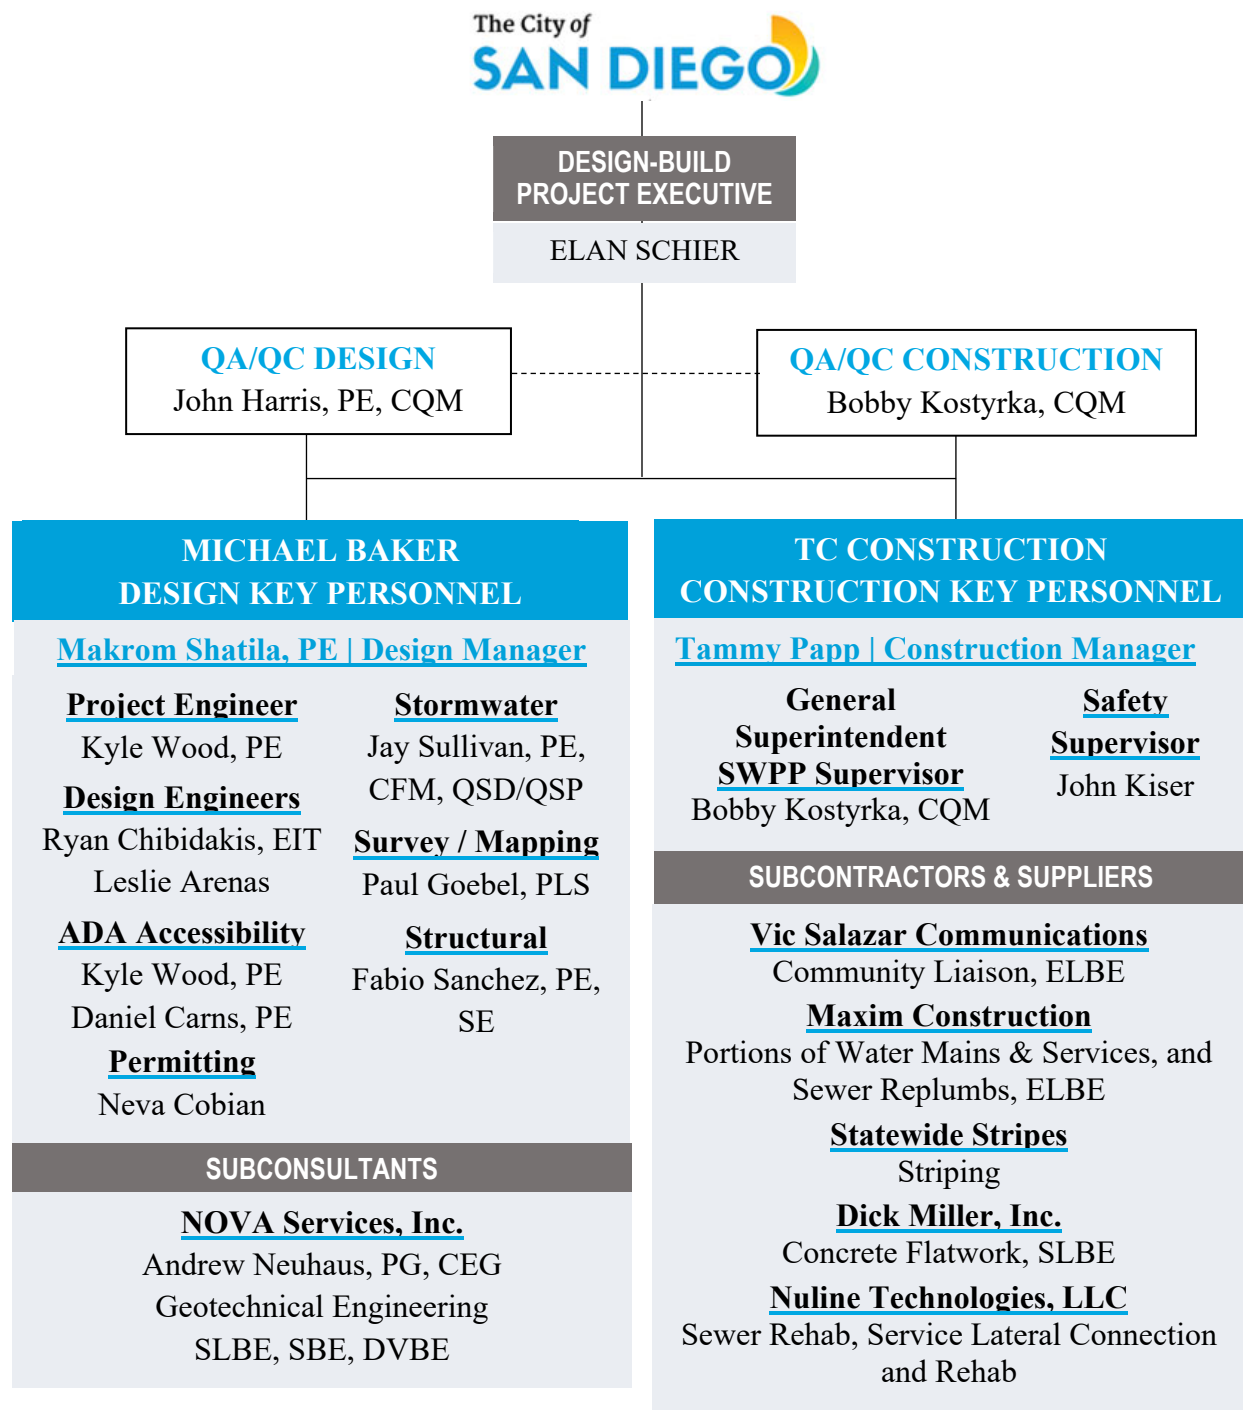 The City of
SAN DIEGO
DESIGN-BUILD
PROJECT EXECUTIVE
ELAN SCHIER
QA/QC DESIGN
John Harris, PE, CQM
QA/QC CONSTRUCTION
Bobby Kostyrka, CQM
MICHAEL BAKER
DESIGN KEY PERSONNEL
Makrom Shatila, PE | Design Manager
Project Engineer
Kyle Wood, PE
Design Engineers
Ryan Chibidakis, EIT
Leslie Arenas
ADA Accessibility
Kyle Wood, PE
Daniel Carns, PE
Permitting
Neva Cobian
Stormwater
Jay Sullivan, PE,
CFM, QSD/QSP
Survey / Mapping
Paul Goebel, PLS
Structural
Fabio Sanchez, PE,
SE
SUBCONSULTANTS
NOVA Services, Inc.
Andrew Neuhaus, PG, CEG
Geotechnical Engineering
SLBE, SBE, DVBE
TC CONSTRUCTION
CONSTRUCTION KEY PERSONNEL
Tammy Papp | Construction Manager
General
Superintendent
SWPP Supervisor
Bobby Kostyrka, CQM
Safety
Supervisor
John Kiser
SUBCONTRACTORS & SUPPLIERS
Vic Salazar Communications
Community Liaison, ELBE
Maxim Construction
Portions of Water Mains & Services, and
Sewer Replumbs, ELBE
Statewide Stripes
Striping
Dick Miller, Inc.
Concrete Flatwork, SLBE
Nuline Technologies, LLC
Sewer Rehab, Service Lateral Connection
and Rehab